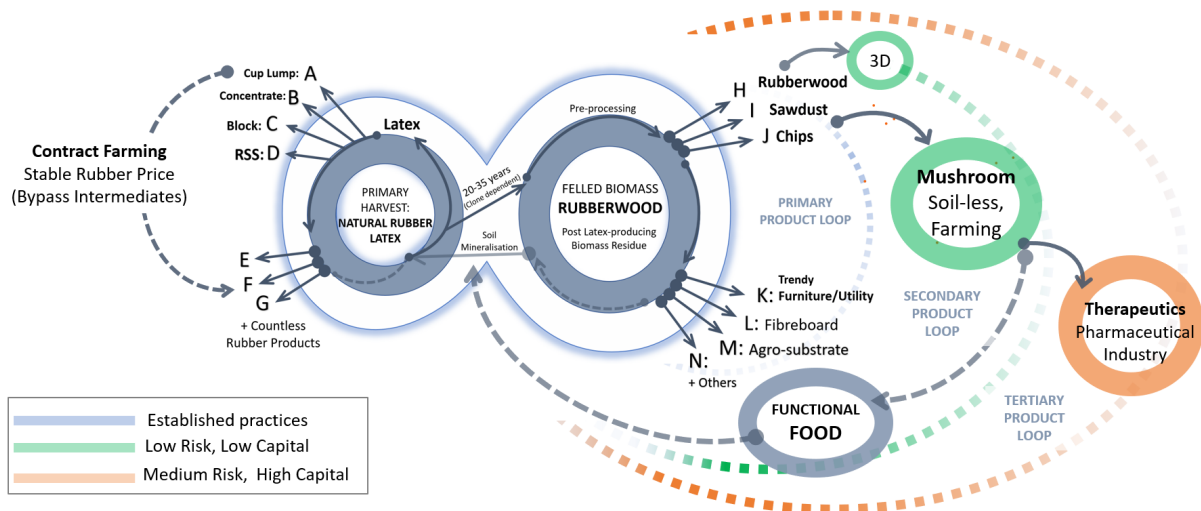 Cup Lump: A
Concentrate: B
Block: C
RSS: D
Latex
Contract Farming
Stable Rubber Price
(Bypass Intermediates)
PRIMARY
HARVEST:
NATURAL RUBBER
LATEX
E
F
G
+ Countless
Rubber Products
20-35 years
(Clone dependent)
Soil
Mineralisation
Pre-processing
FELLED BIOMASS
RUBBERWOOD
Post Latex-producing
Biomass Residue
H Rubberwood
I Sawdust
J Chips
3D
PRIMARY
PRODUCT LOOP
Mushroom
Soil-less,
Farming
K: Trendy
Furniture/Utility
L: Fibreboard
M: Agro-substrate
N:
+ Others
SECONDARY
PRODUCT
LOOP
Therapeutics
Pharmaceutical
Industry
TERTIARY
PRODUCT
LOOP
FUNCTIONAL
FOOD
Established practices
Low Risk, Low Capital
Medium Risk, High Capital